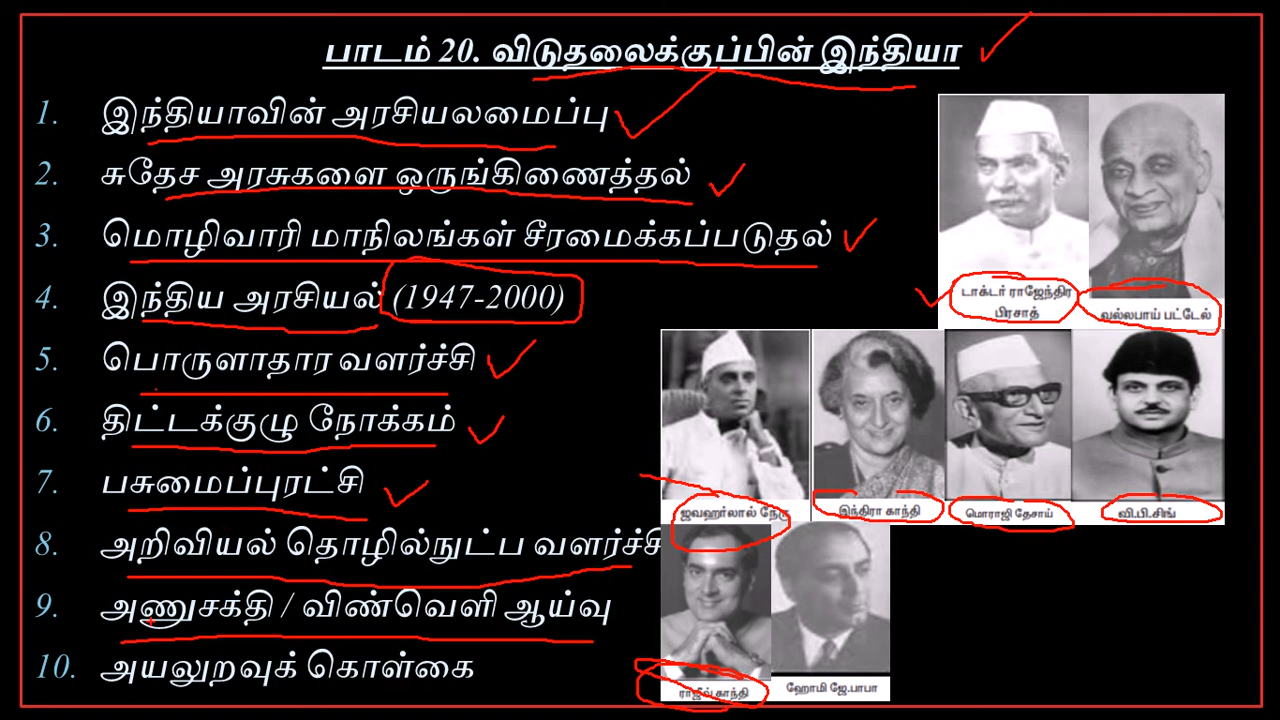 பாடம் 20. விடுதலைக்குப்பின் இந்தியா
1. இந்தியாவின் அரசியலமைப்பு
2. சுதேச அரசுகளை ஒருங்கிணைத்தல்
3. மொழிவாரி மாநிலங்கள் சீரமைக்கப்படுதல்
4. இந்திய அரசியல் (1947-2000)
5. பொருளாதார வளர்ச்சி
6. திட்டக்குழு நோக்கம்
7. பசுமைப்புரட்சி
8. அறிவியல் தொழில்நுட்ப வளர்ச்சி
9. அணுசக்தி / விண்வெளி ஆய்வு
10. அயலுறவுக் கொள்கை
டாக்டர் ராஜேந்திர
பிரசாத்
வல்லபாய் பட்டேல்
ஜவஹர்லால் நேரு
இந்திரா காந்தி
மொராஜி தேசாய்
வி.பி.சிங்
ராஜீவ் காந்தி
ஹோமி ஜே.பாபா